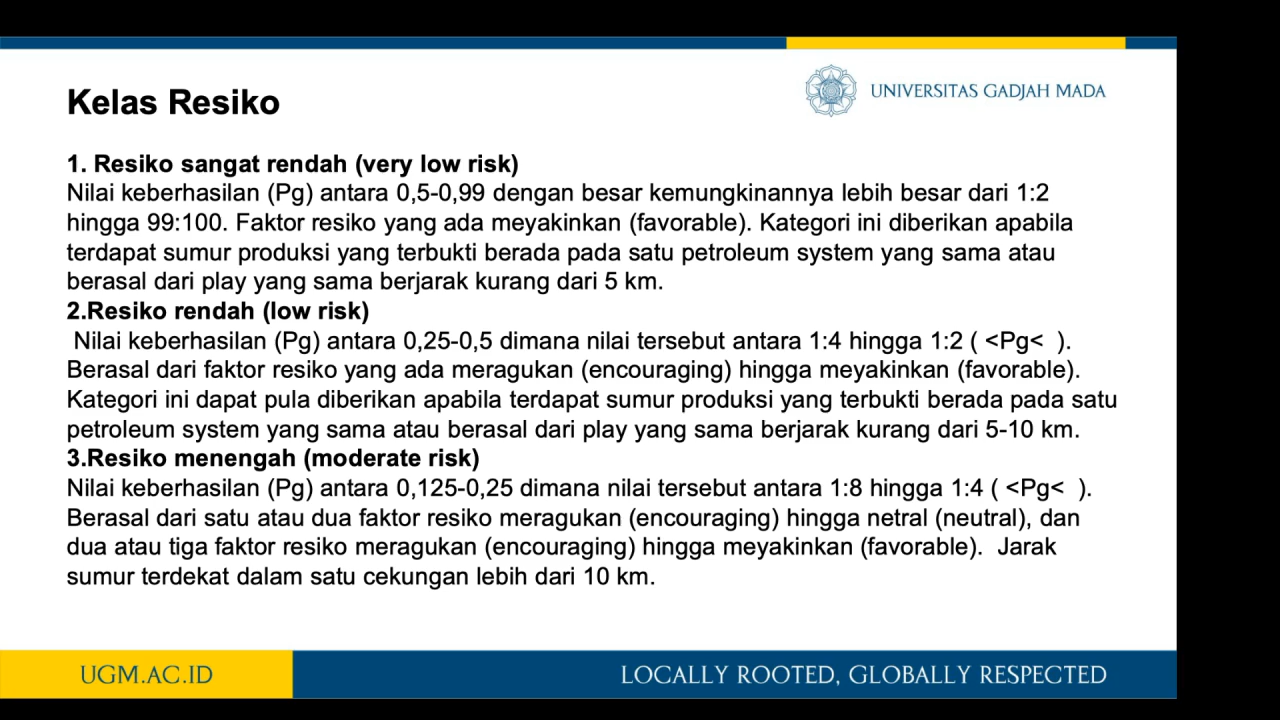 UNIVERSITAS GADJAH MADA
Kelas Resiko
1. Resiko sangat rendah (very low risk)
Nilai keberhasilan (Pg) antara 0,5-0,99 dengan besar kemungkinannya lebih besar dari 1:2
hingga 99:100. Faktor resiko yang ada meyakinkan (favorable). Kategori ini diberikan apabila
terdapat sumur produksi yang terbukti berada pada satu petroleum system yang sama atau
berasal dari play yang sama berjarak kurang dari 5 km.
2.Resiko rendah (low risk)
Nilai keberhasilan (Pg) antara 0,25-0,5 dimana nilai tersebut antara 1:4 hingga 1:2 ( <Pg<  ).
Berasal dari faktor resiko yang ada meragukan (encouraging) hingga meyakinkan (favorable).
Kategori ini dapat pula diberikan apabila terdapat sumur produksi yang terbukti berada pada satu
petroleum system yang sama atau berasal dari play yang sama berjarak kurang dari 5-10 km.
3.Resiko menengah (moderate risk)
Nilai keberhasilan (Pg) antara 0,125-0,25 dimana nilai tersebut antara 1:8 hingga 1:4 ( <Pg<  ).
Berasal dari satu atau dua faktor resiko meragukan (encouraging) hingga netral (neutral), dan
dua atau tiga faktor resiko meragukan (encouraging) hingga meyakinkan (favorable).  Jarak
sumur terdekat dalam satu cekungan lebih dari 10 km.
UGM.AC.ID
LOCALLY ROOTED, GLOBALLY RESPECTED